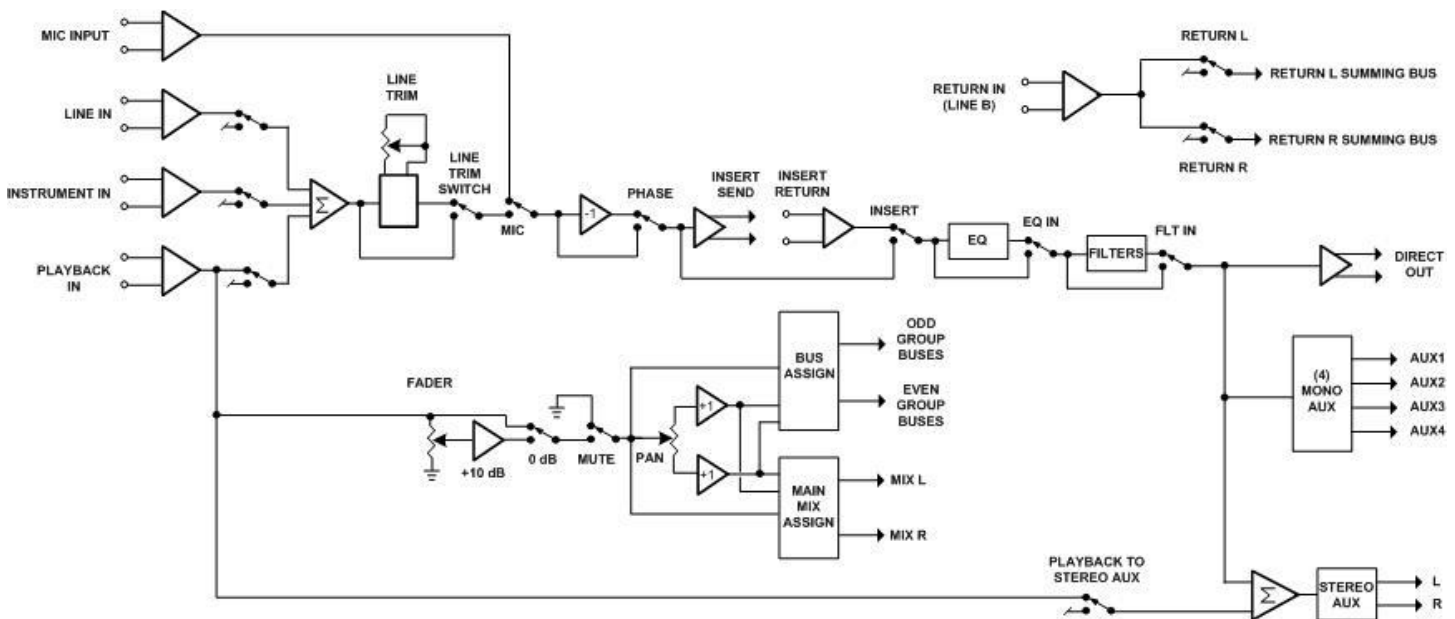 MIC INPUT
RETURN L
LINE
TRIM
RETURN IN
(LINE B)
RETURN L SUMMING BUS
LINE IN
RETURN R SUMMING BUS
RETURN R
LINE
TRIM
SWITCH
INSTRUMENT IN
Σ
MIC
-1
PHASE
INSERT
SEND
INSERT
RETURN
INSERT
EQ
EQ IN
FILTERS
FLT IN
DIRECT
OUT
PLAYBACK
IN
BUS
ASSIGN
ODD
GROUP
BUSES
EVEN
GROUP
BUSES
(4)
MONO
AUX
AUX1
AUX2
AUX3
AUX4
FADER
+10 dB
0 dB
MUTE
PAN
+1
+1
MAIN
MIX
ASSIGN
MIX L
MIX R
PLAYBACK TO
STEREO AUX
Σ
STEREO
AUX
L
R